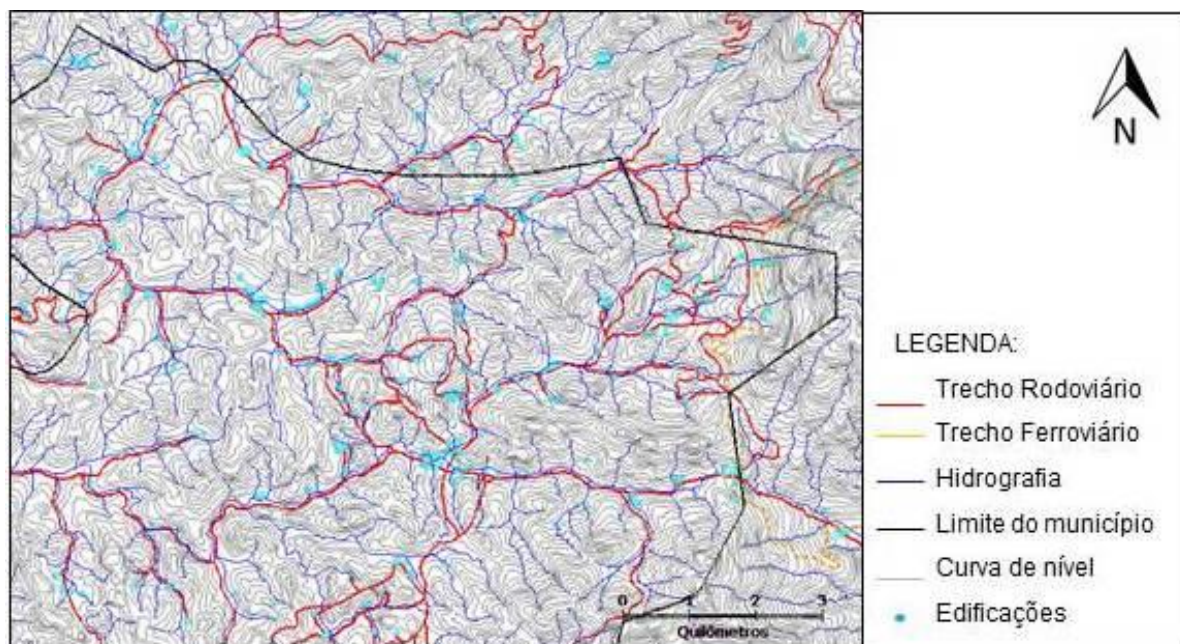 N
LEGENDA:
Trecho Rodoviário
Trecho Ferroviário
Hidrografia
Limite do município
Curva de nível
Edificações
0 1 2 3
Quilômetros